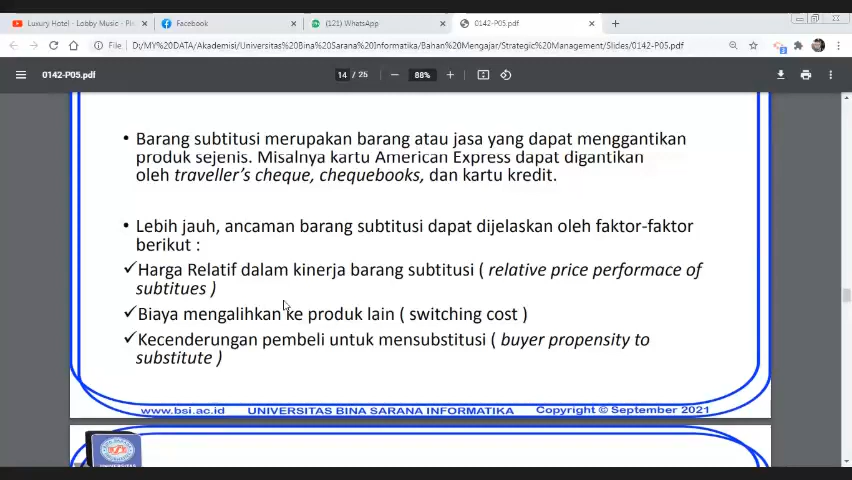 Luxury Hotel - Lobby Music - Pi
Facebook
(121) WhatsApp
0142-P05.pdf
File
D:/MY%20DATA/Akademisi/Universitas%20Bina%20Sarana%20Informatika/Bahan%20Mengajar/Strategic%20Management/Slides/0142-P05.pdf
0142-P05.pdf
14 / 25
88%
• Barang subtitusi merupakan barang atau jasa yang dapat menggantikan
produk sejenis. Misalnya kartu American Express dapat digantikan
oleh traveller's cheque, chequebooks, dan kartu kredit.
• Lebih jauh, ancaman barang subtitusi dapat dijelaskan oleh faktor-faktor
berikut :
✓Harga Relatif dalam kinerja barang subtitusi ( relative price performace of
subtitues )
✓Biaya mengalihkan ke produk lain ( switching cost )
✓Kecenderungan pembeli untuk mensubstitusi ( buyer propensity to
substitute )
www.bsi.ac.id UNIVERSITAS BINA SARANA INFORMATIKA Copyright © September 2021